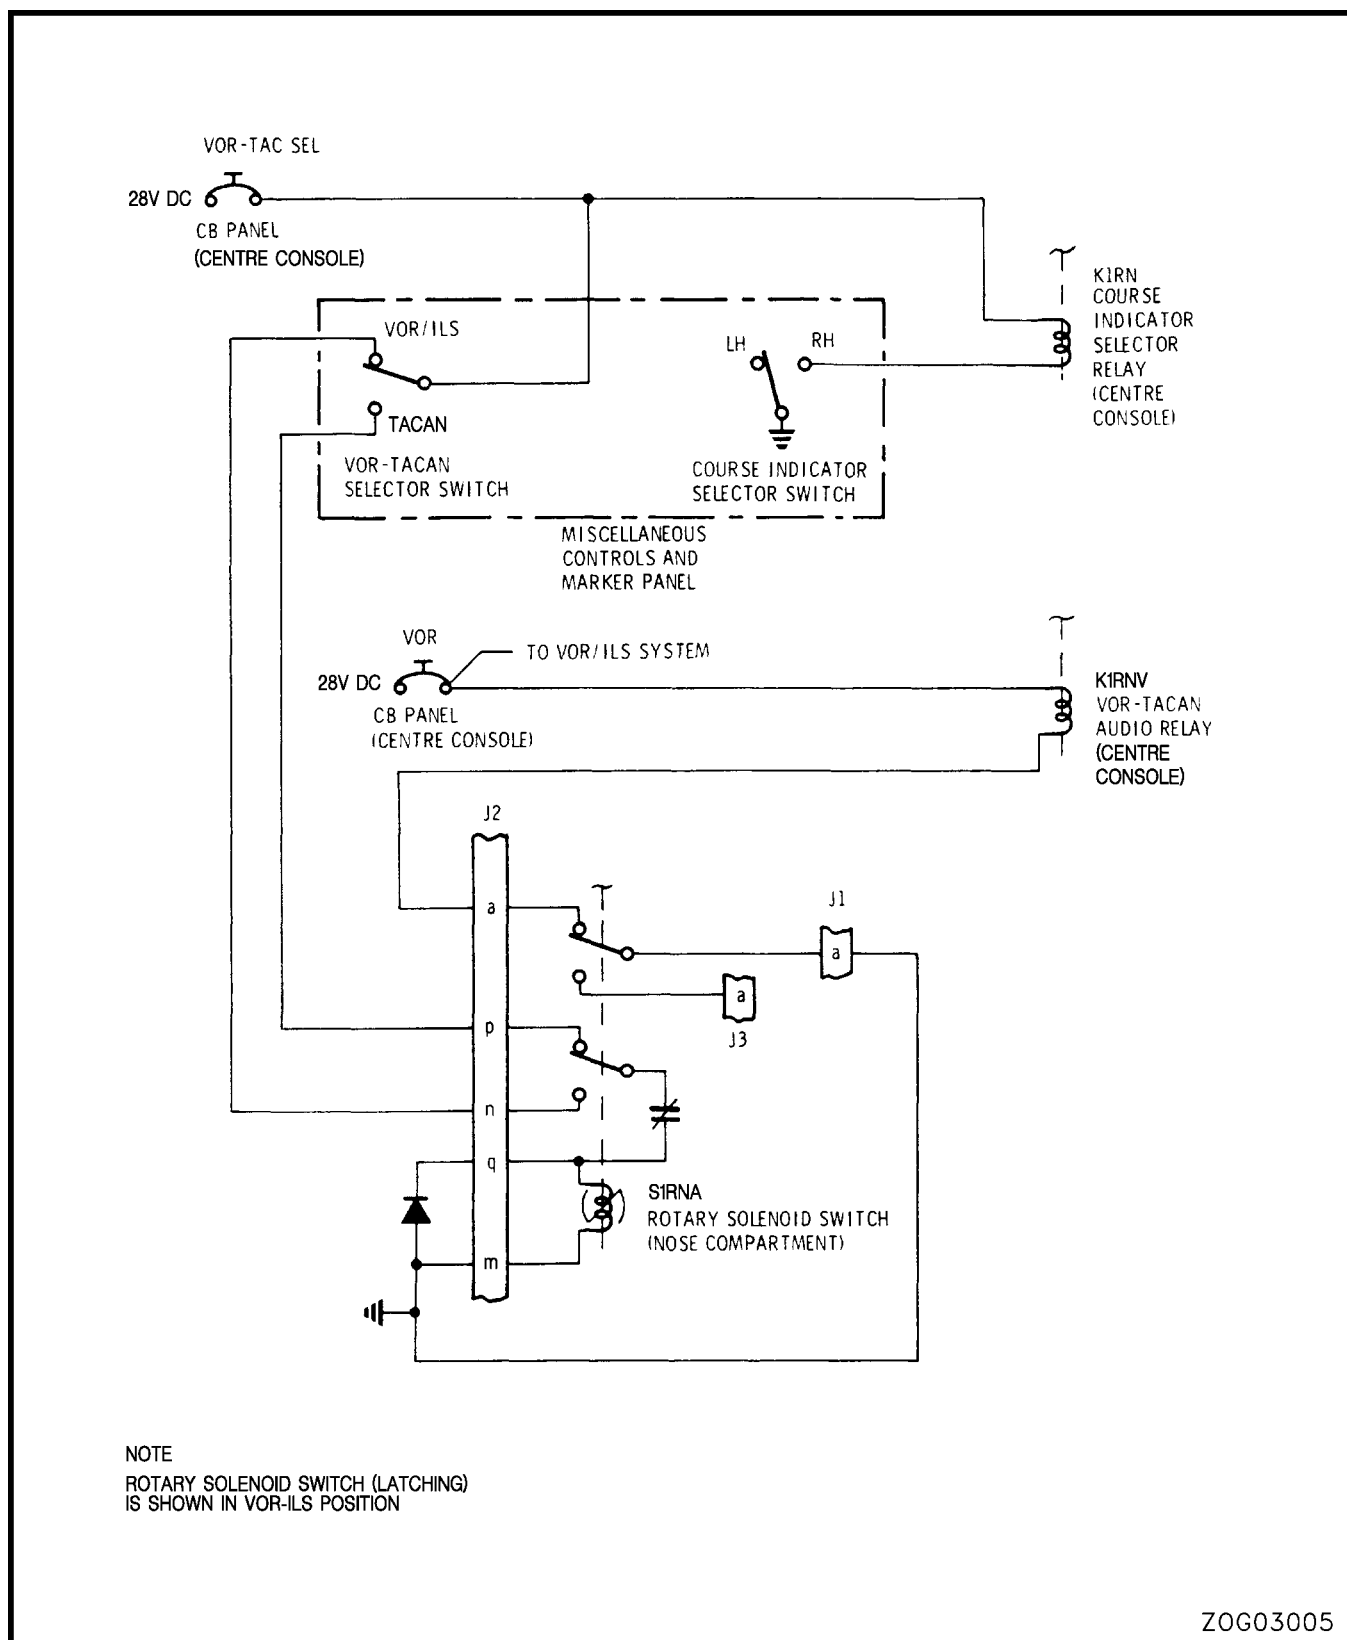 VOR-TAC SEL
28V DC
CB PANEL
(CENTRE CONSOLE)
K1RN
COURSE
INDICATOR
SELECTOR
RELAY
(CENTRE
CONSOLE)
VOR/ILS
LH
RH
TACAN
VOR-TACAN
SELECTOR SWITCH
COURSE INDICATOR
SELECTOR SWITCH
MISCELLANEOUS
CONTROLS AND
MARKER PANEL
VOR
TO VOR/ILS SYSTEM
28V DC
CB PANEL
(CENTRE CONSOLE)
K1RNV
VOR-TACAN
AUDIO RELAY
(CENTRE
CONSOLE)
J2
a
J1
a
a
J3
p
n
q
m
S1RNA
ROTARY SOLENOID SWITCH
(NOSE COMPARTMENT)
NOTE
ROTARY SOLENOID SWITCH (LATCHING)
IS SHOWN IN VOR-ILS POSITION
ZOG03005